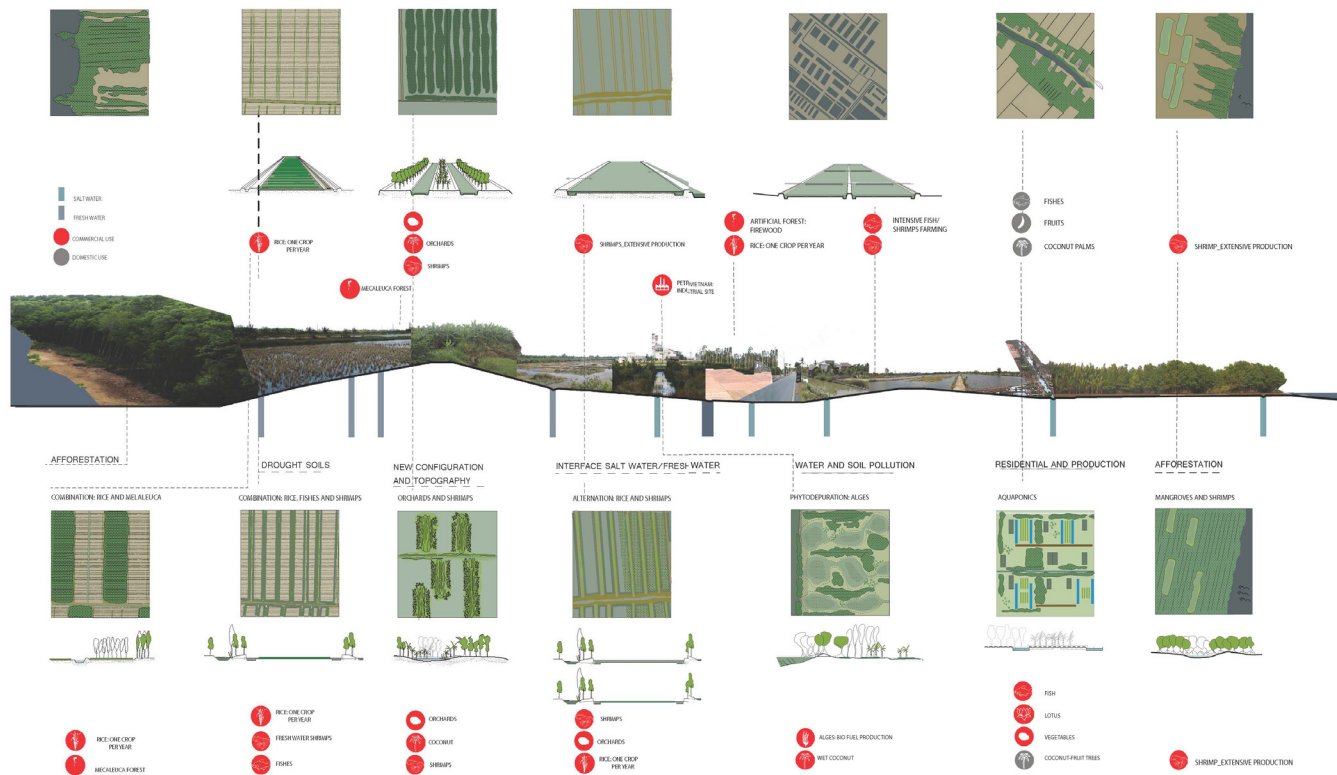 SALT WATER
FRESH WATER
COMMERCIAL USE
DOMESTIC USE
RICE: ONE CROP
PER YEAR
MECALEUCA FOREST
ORCHARDS
SHRIMPS
SHRIMPS_EXTENSIVE PRODUCTION
PETROVIETNAM:
INDUSTRIAL SITE
ARTIFICIAL FOREST:
FIREWOOD
RICE: ONE CROP PER YEAR
INTENSIVE FISH/
SHRIMPS FARMING
FISHES
FRUITS
COCONUT PALMS
SHRIMP_EXTENSIVE PRODUCTION
AFFORESTATION
DROUGHT SOILS
NEW CONFIGURATION
AND TOPOGRAPHY
INTERFACE SALT WATER/FRESH WATER
WATER AND SOIL POLLUTION
RESIDENTIAL AND PRODUCTION
AFFORESTATION
COMBINATION: RICE AND MELALEUCA
COMBINATION: RICE, FISHES AND SHRIMPS
ORCHARDS AND SHRIMPS
ALTERNATION: RICE AND SHRIMPS
PHYTODEPURATION: ALGES
AQUAPONICS
MANGROVES AND SHRIMPS
RICE: ONE CROP
PER YEAR
MECALEUCA FOREST
RICE: ONE CROP
PER YEAR
FRESH WATER SHRIMPS
FISHES
ORCHARDS
COCONUT
SHRIMPS
SHRIMPS
ORCHARDS
RICE: ONE CROP
PER YEAR
ALGES: BIO FUEL PRODUCTION
WET COCONUT
FISH
LOTUS
VEGETABLES
COCONUT-FRUIT TREES
SHRIMP_EXTENSIVE PRODUCTION